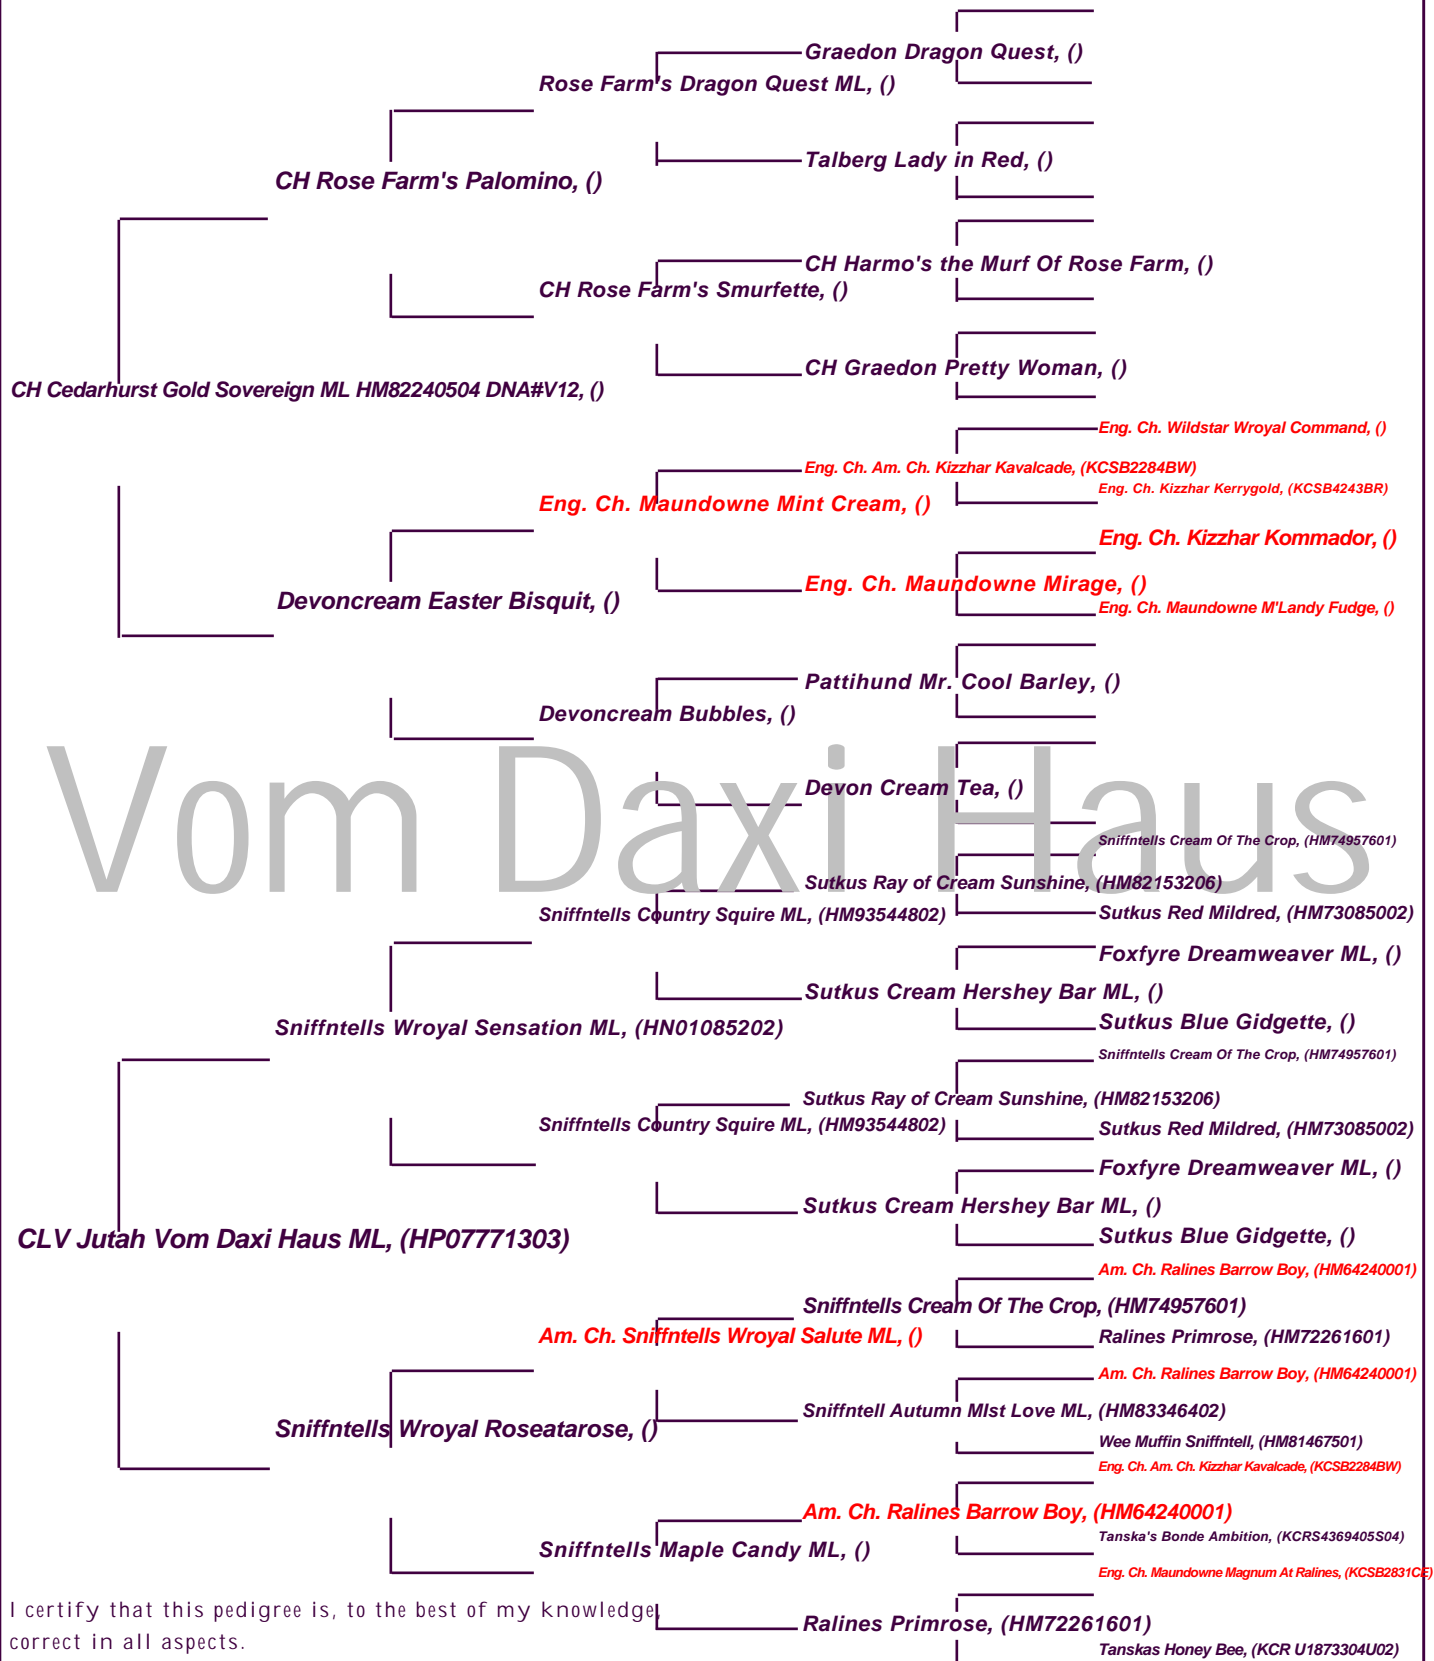 Graedon Dragon Quest, ()
Rose Farm's Dragon Quest ML, ()
Talberg Lady in Red, ()
CH Rose Farm's Palomino, ()
CH Harmo's the Murf Of Rose Farm, ()
CH Rose Farm's Smurfette, ()
CH Graedon Pretty Woman, ()
CH Cedarhurst Gold Sovereign ML HM82240504 DNA#V12, ()
Eng. Ch. Wildstar Wroyal Command, ()
Eng. Ch. Am. Ch. Kizzhar Kavalcade, (KCSB2284BW)
Eng. Ch. Kizzhar Kerrygold, (KCSB4243BR)
Eng. Ch. Maundowne Mint Cream, ()
Eng. Ch. Kizzhar Kommador, ()
Eng. Ch. Maundowne Mirage, ()
Devoncream Easter Bisquit, ()
Eng. Ch. Maundowne M'Landy Fudge, ()
Pattihund Mr. Cool Barley, ()
Devoncream Bubbles, ()
Devon Cream Tea, ()
Vom Daxi Haus
Sniffntells Cream Of The Crop, (HM74957601)
Sutkus Ray of Cream Sunshine, (HM82153206)
Sniffntells Country Squire ML, (HM93544802)
Sutkus Red Mildred, (HM73085002)
Foxfyre Dreamweaver ML, ()
Sutkus Cream Hershey Bar ML, ()
Sutkus Blue Gidgette, ()
Sniffntells Wroyal Sensation ML, (HN01085202)
Sniffntells Cream Of The Crop, (HM74957601)
Sutkus Ray of Cream Sunshine, (HM82153206)
Sniffntells Country Squire ML, (HM93544802)
Sutkus Red Mildred, (HM73085002)
Foxfyre Dreamweaver ML, ()
Sutkus Cream Hershey Bar ML, ()
Sutkus Blue Gidgette, ()
CLV Jutah Vom Daxi Haus ML, (HP07771303)
Am. Ch. Ralines Barrow Boy, (HM64240001)
Sniffntells Cream Of The Crop, (HM74957601)
Am. Ch. Sniffntells Wroyal Salute ML, ()
Ralines Primrose, (HM72261601)
Am. Ch. Ralines Barrow Boy, (HM64240001)
Sniffntell Autumn MIst Love ML, (HM83346402)
Sniffntells Wroyal Roseatarose, ()
Wee Muffin Sniffntell, (HM81467501)
Eng. Ch. Am. Ch. Kizzhar Kavalcade, (KCSB2284BW)
Am. Ch. Ralines Barrow Boy, (HM64240001)
Tanska's Bonde Ambition, (KCRS4369405S04)
Sniffntells Maple Candy ML, ()
Eng. Ch. Maundowne Magnum At Ralines, (KCSB2831CE)
I certify that this pedigree is, to the best of my knowledge,
Ralines Primrose, (HM72261601)
correct in all aspects.
Tanskas Honey Bee, (KCR U1873304U02)